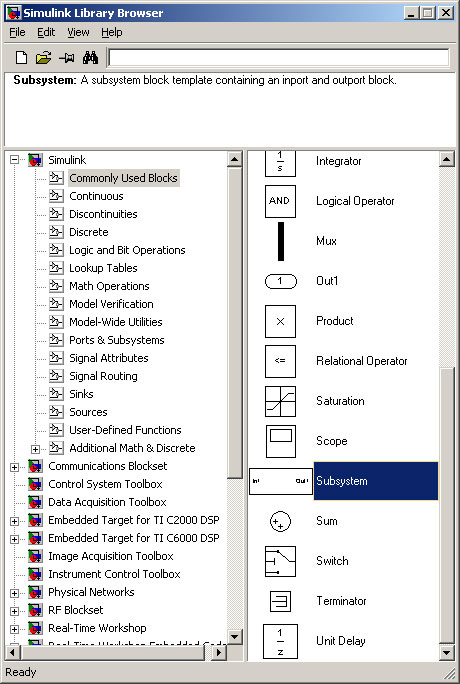 Simulink Library Browser
File Edit View Help
Subsystem: A subsystem block template containing an inport and outport block.
Simulink
Commonly Used Blocks
Continuous
Discontinuities
Discrete
Logic and Bit Operations
Lookup Tables
Math Operations
Model Verification
Model-Wide Utilities
Ports & Subsystems
Signal Attributes
Signal Routing
Sinks
Sources
User-Defined Functions
Additional Math & Discrete
Communications Blockset
Control System Toolbox
Data Acquisition Toolbox
Embedded Target for TI C2000 DSP
Embedded Target for TI C6000 DSP
Image Acquisition Toolbox
Instrument Control Toolbox
Physical Networks
RF Blockset
Real-Time Workshop
Real-Time Workshop Embedded Code
1
s
Integrator
AND
Logical Operator
Mux
1
Out1
×
Product
<=
Relational Operator
Saturation
Scope
In1 Out1
Subsystem
+
+
Sum
Switch
Terminator
1
z
Unit Delay
Ready